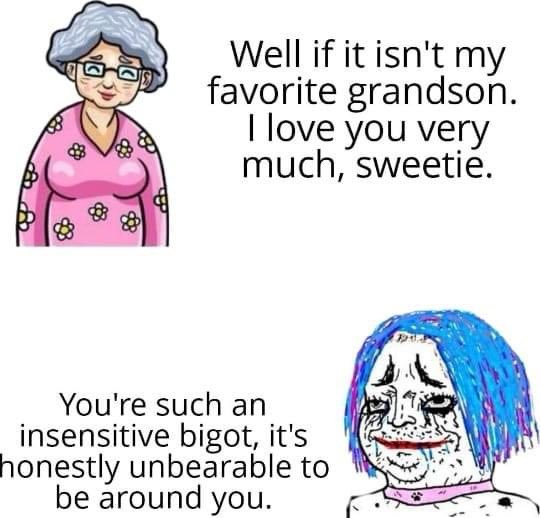 Well if it isn't my
favorite grandson.
I love you very
much, sweetie.
You're such an
insensitive bigot, it's
honestly unbearable to
be around you.